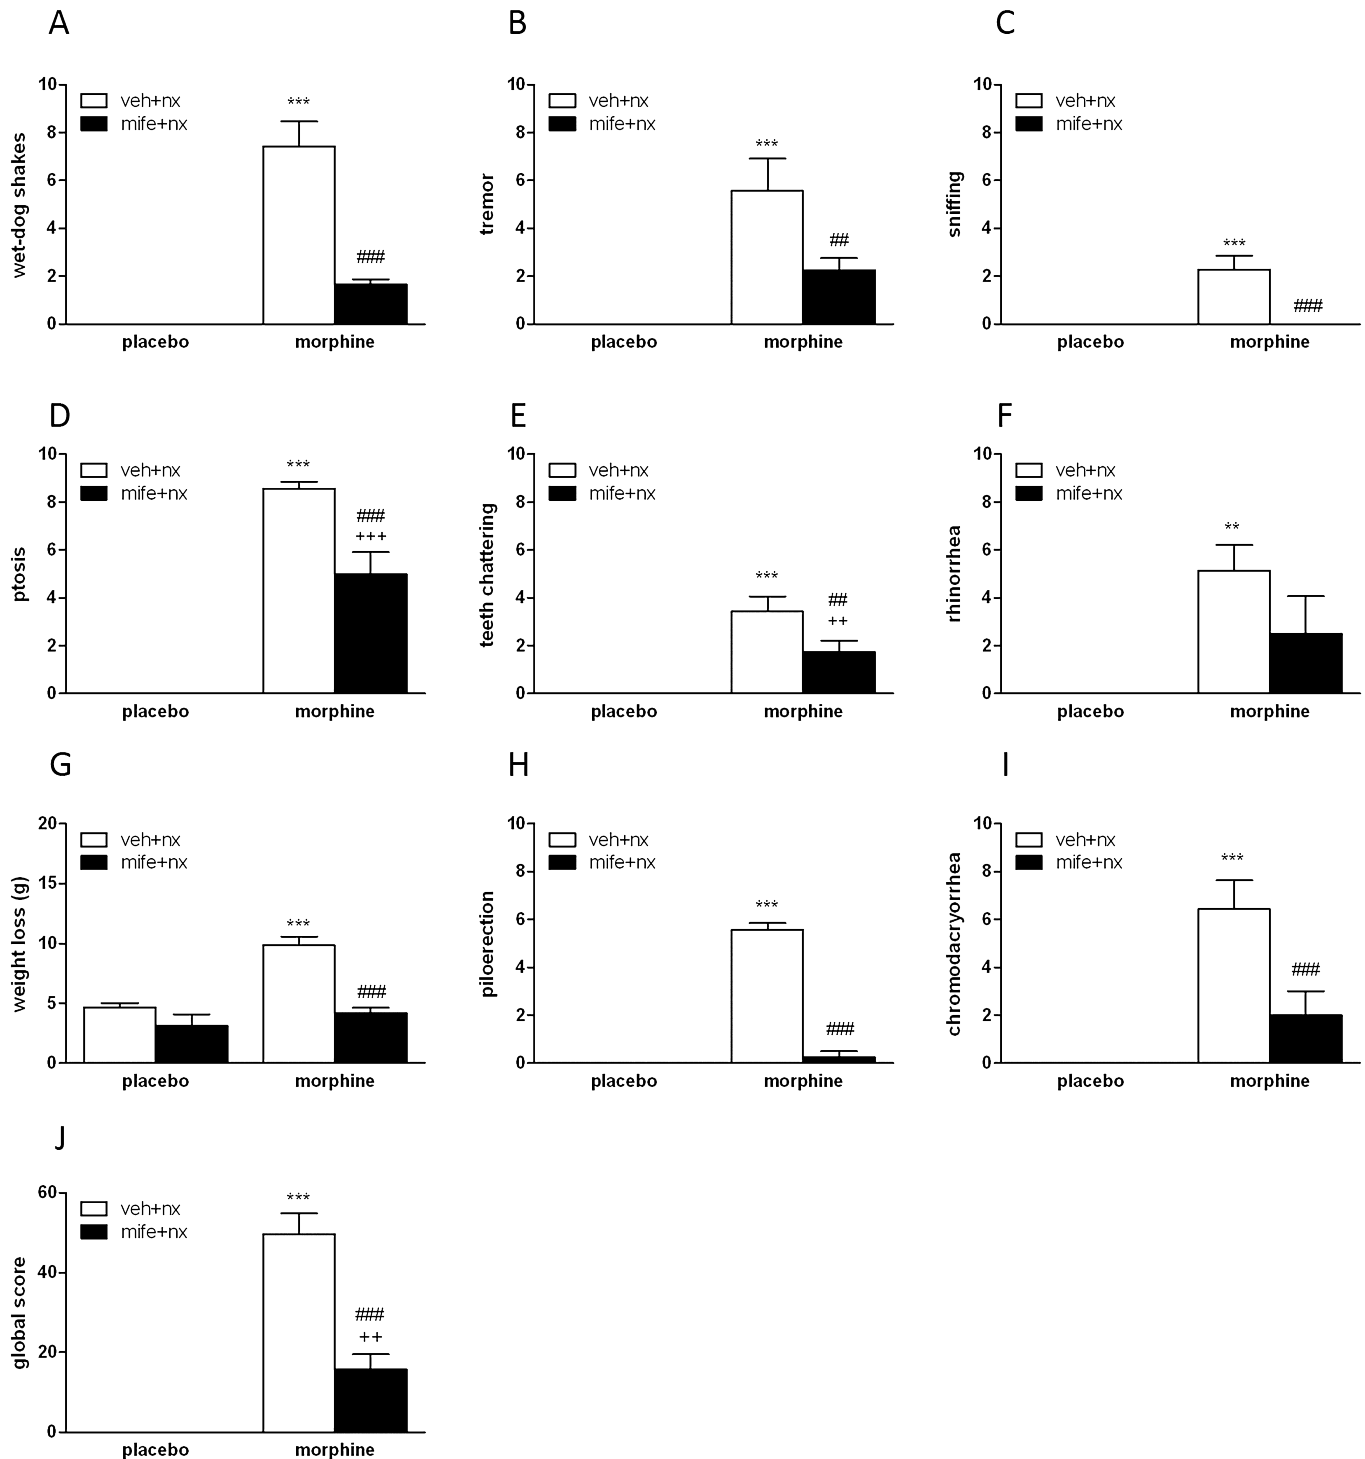 A
wet-dog shakes
10
8
6
4
2
0
veh+nx
mife+nx
***
###
placebo
morphine
B
tremor
10
8
6
4
2
0
veh+nx
mife+nx
***
##
placebo
morphine
C
sniffing
10
8
6
4
2
0
veh+nx
mife+nx
***
###
placebo
morphine
D
ptosis
10
8
6
4
2
0
veh+nx
mife+nx
***
###
+++
placebo
morphine
E
teeth chattering
10
8
6
4
2
0
veh+nx
mife+nx
***
##
++
placebo
morphine
F
rhinorrhea
10
8
6
4
2
0
veh+nx
mife+nx
**
placebo
morphine
G
weight loss (g)
20
15
10
5
0
veh+nx
mife+nx
***
###
placebo
morphine
H
piloerection
10
8
6
4
2
0
veh+nx
mife+nx
***
###
placebo
morphine
I
chromodacryorrhea
10
8
6
4
2
0
veh+nx
mife+nx
***
###
placebo
morphine
J
global score
60
40
20
0
veh+nx
mife+nx
***
###
++
placebo
morphine